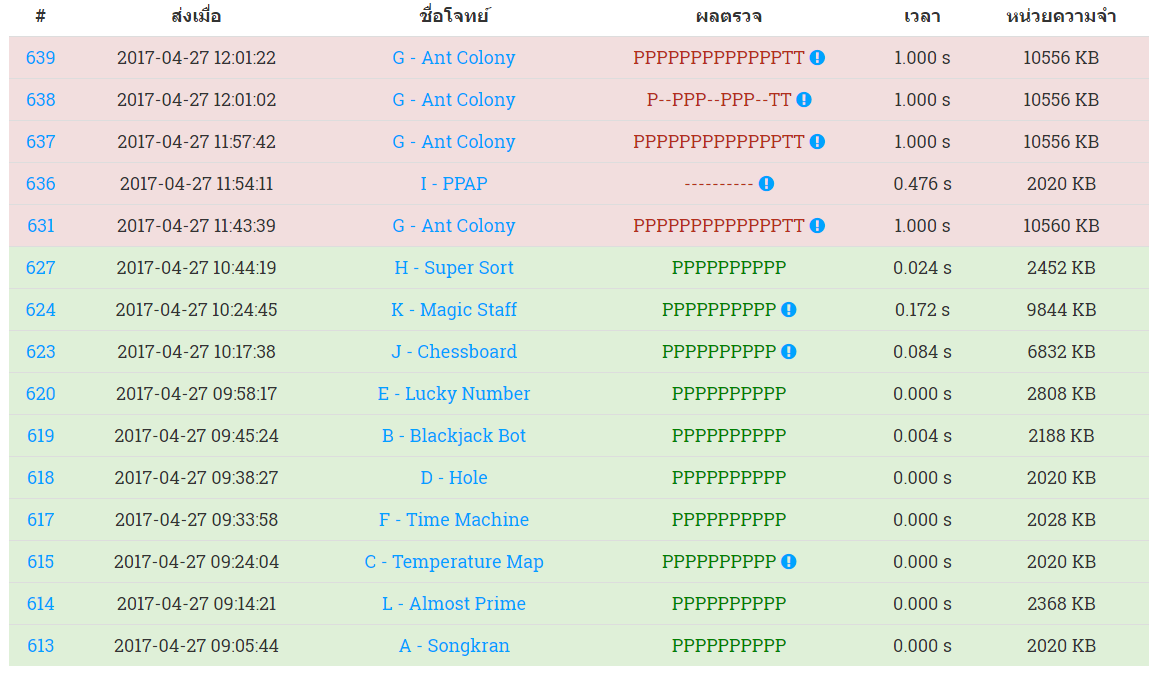 # ส่งเมื่อ ชื่อโจทย์ ผลตรวจ เวลา หน่วยความจำ
639 2017-04-27 12:01:22 G - Ant Colony PPPPPPPPPPPPPTT 1.000 s 10556 KB
638 2017-04-27 12:01:02 G - Ant Colony P--PPP--PPP--TT 1.000 s 10556 KB
637 2017-04-27 11:57:42 G - Ant Colony PPPPPPPPPPPPPTT 1.000 s 10556 KB
636 2017-04-27 11:54:11 I - PPAP ---------- 0.476 s 2020 KB
631 2017-04-27 11:43:39 G - Ant Colony PPPPPPPPPPPPPTT 1.000 s 10560 KB
627 2017-04-27 10:44:19 H - Super Sort PPPPPPPPPP 0.024 s 2452 KB
624 2017-04-27 10:24:45 K - Magic Staff PPPPPPPPPP 0.172 s 9844 KB
623 2017-04-27 10:17:38 J - Chessboard PPPPPPPPPP 0.084 s 6832 KB
620 2017-04-27 09:58:17 E - Lucky Number PPPPPPPPPP 0.000 s 2808 KB
619 2017-04-27 09:45:24 B - Blackjack Bot PPPPPPPPPP 0.004 s 2188 KB
618 2017-04-27 09:38:27 D - Hole PPPPPPPPPP 0.000 s 2020 KB
617 2017-04-27 09:33:58 F - Time Machine PPPPPPPPPP 0.000 s 2028 KB
615 2017-04-27 09:24:04 C - Temperature Map PPPPPPPPPP 0.000 s 2020 KB
614 2017-04-27 09:14:21 L - Almost Prime PPPPPPPPPP 0.000 s 2368 KB
613 2017-04-27 09:05:44 A - Songkran PPPPPPPPPP 0.000 s 2020 KB